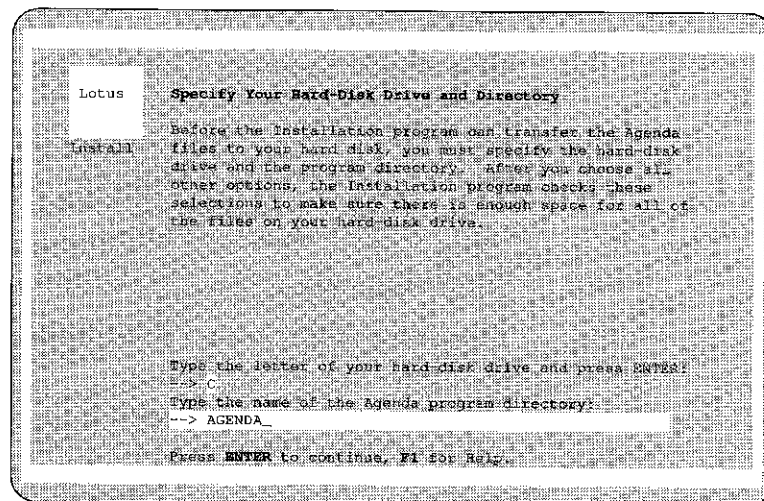 Lotus
Install
Specify Your Hard-Disk Drive and Directory
Before the Installation program can transfer the Agenda
files to your hard disk, you must specify the hard-disk
drive and the program directory.  After you choose all
other options, the Installation program checks these
selections to make sure there is enough space for all of
the files on your hard-disk drive.
Type the letter of your hard disk drive and press ENTER:
--> C
Type the name of the Agenda program directory:
--> AGENDA_
Press ENTER to continue, F1 for Help.